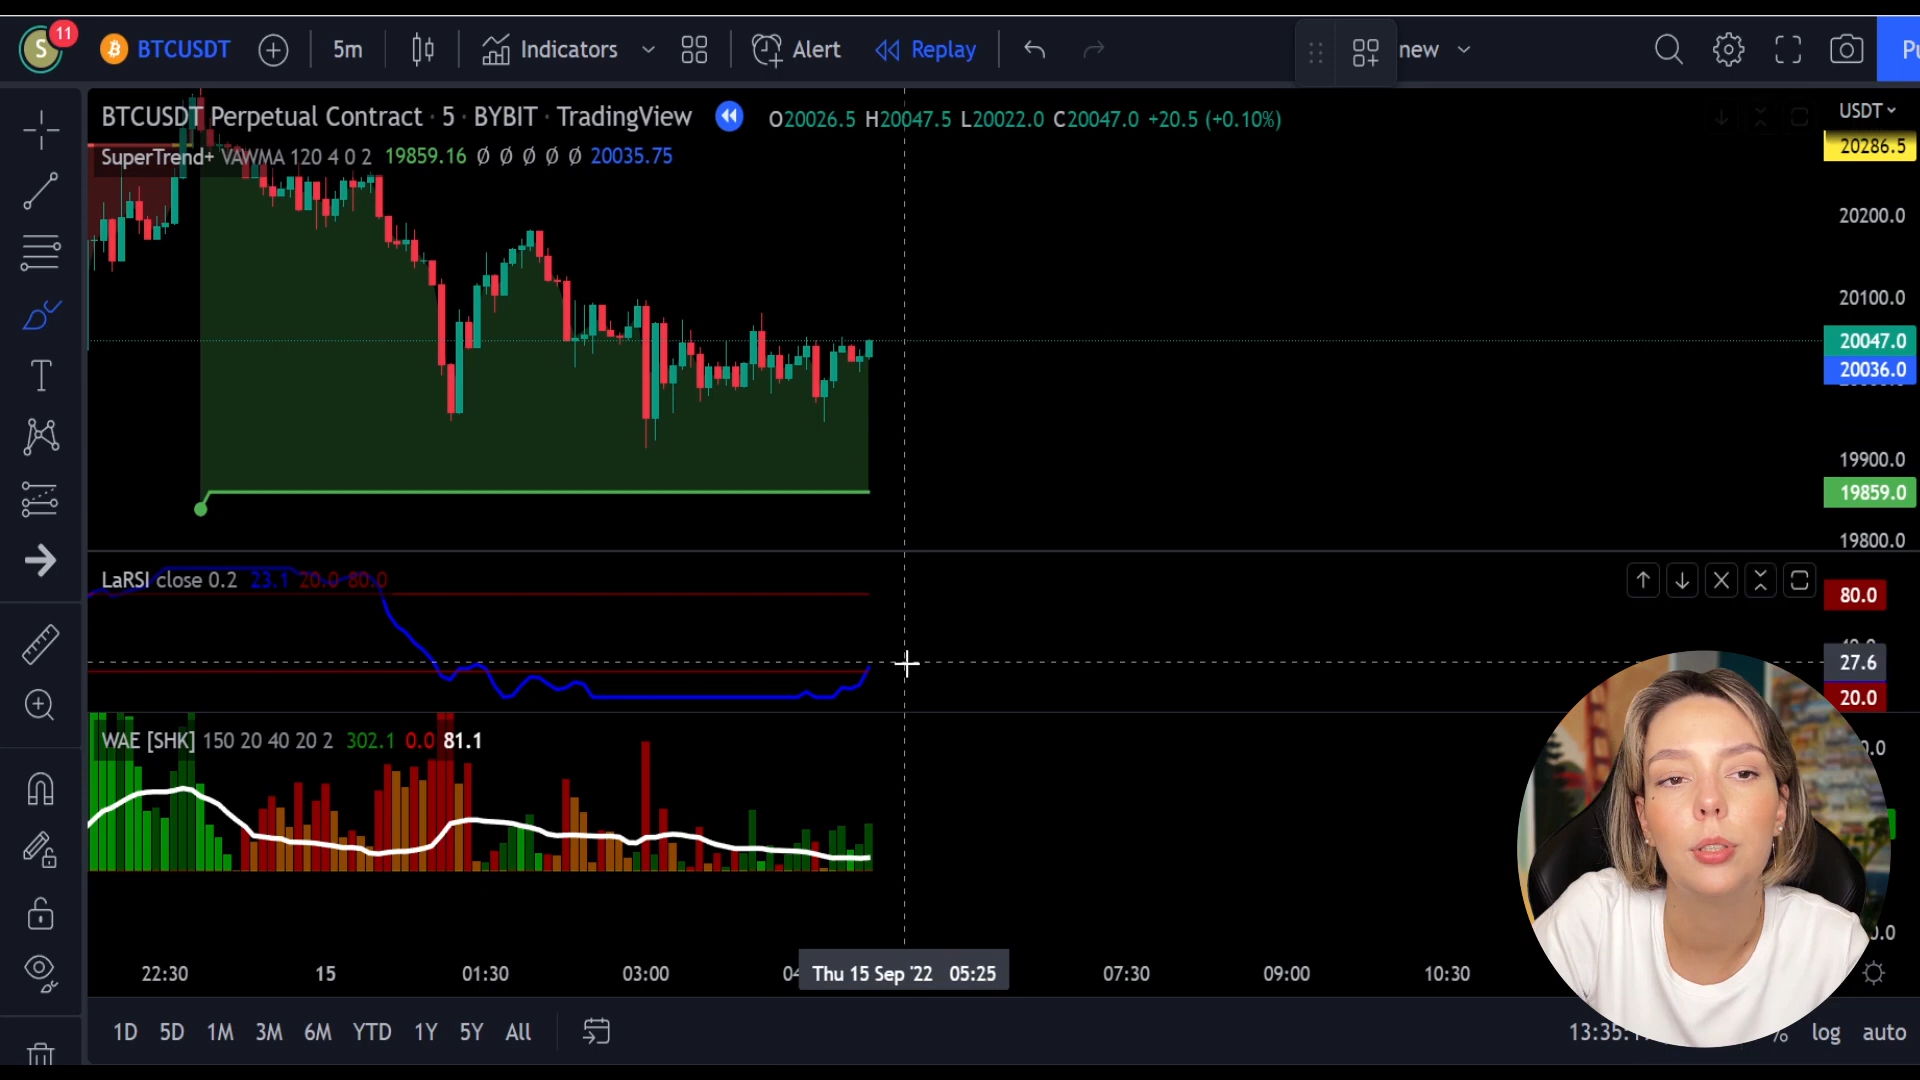 S 11 BTCUSDT 5m Indicators Alert Replay new Pu
BTCUSDT Perpetual Contract · 5 · BYBIT · TradingView O20026.5 H20047.5 L20022.0 C20047.0 +20.5 (+0.10%)
USDT
SuperTrend+ VAWMA 120 4 0 2 19859.16 Ø Ø Ø Ø Ø 20035.75
20286.5
20200.0
20100.0
20047.0
20036.0
19900.0
19859.0
19800.0
LaRSI close 0.2 23.1 20.0 80.0
80.0
27.6
20.0
WAE [SHK] 150 20 40 20 2 302.1 0.0 81.1
22:30 15 01:30 03:00 04 Thu 15 Sep '22 05:25 07:30 09:00 10:30
1D 5D 1M 3M 6M YTD 1Y 5Y All 13:35: % log auto